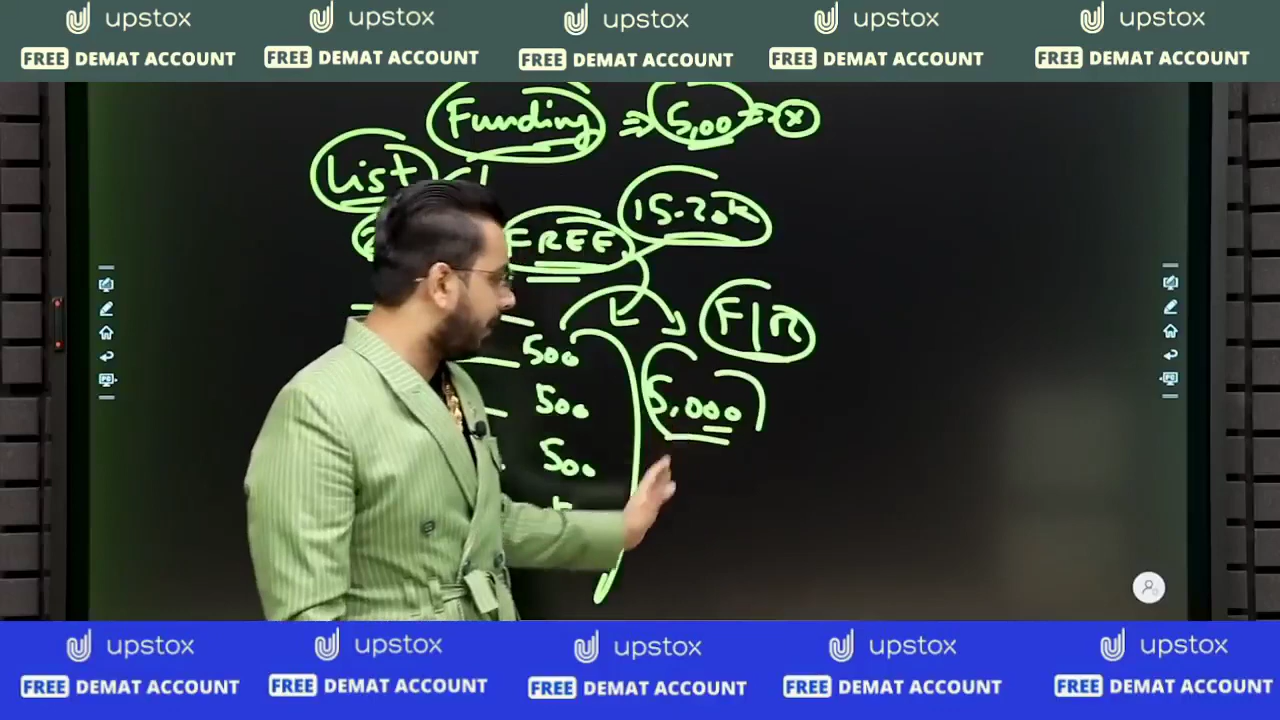 upstox upstox upstox upstox upstox
FREE DEMAT ACCOUNT FREE DEMAT ACCOUNT FREE DEMAT ACCOUNT FREE DEMAT ACCOUNT FREE DEMAT ACCOUNT
Funding ⇒ 5,00 ⇒ x
List
FREE 15-20K
F|R
500
5,000
500
500
upstox upstox upstox upstox upstox
FREE DEMAT ACCOUNT FREE DEMAT ACCOUNT FREE DEMAT ACCOUNT FREE DEMAT ACCOUNT FREE DEMAT ACCOUNT